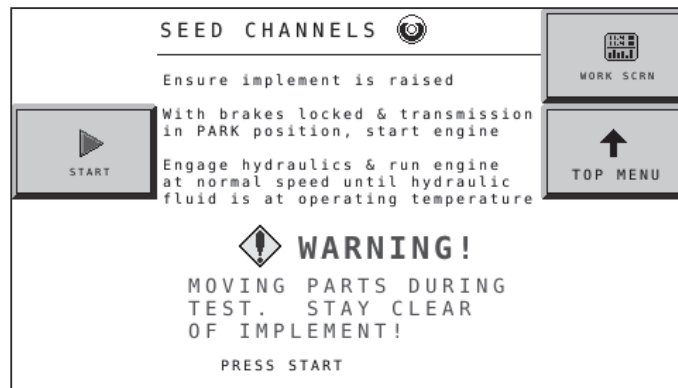 SEED CHANNELS
WORK SCRN
Ensure implement is raised
With brakes locked & transmission
in PARK position, start engine
START
TOP MENU
Engage hydraulics & run engine
at normal speed until hydraulic
fluid is at operating temperature
WARNING!
MOVING PARTS DURING
TEST. STAY CLEAR
OF IMPLEMENT!
PRESS START